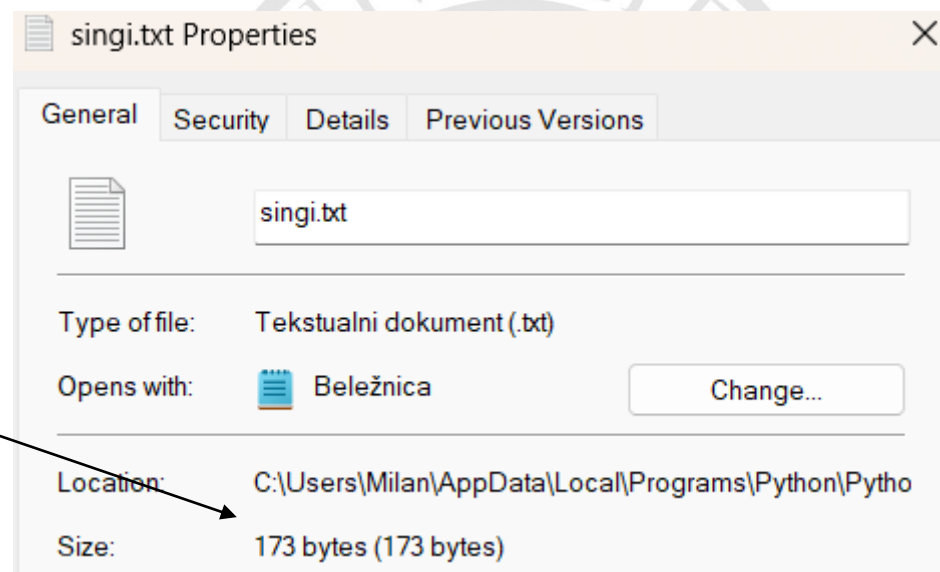 singi.txt Properties
General Security Details Previous Versions
singi.txt
Type of file: Tekstualni dokument (.txt)
Opens with: Beležnica Change...
Location: C:\Users\Milan\AppData\Local\Programs\Python\Pytho
Size: 173 bytes (173 bytes)